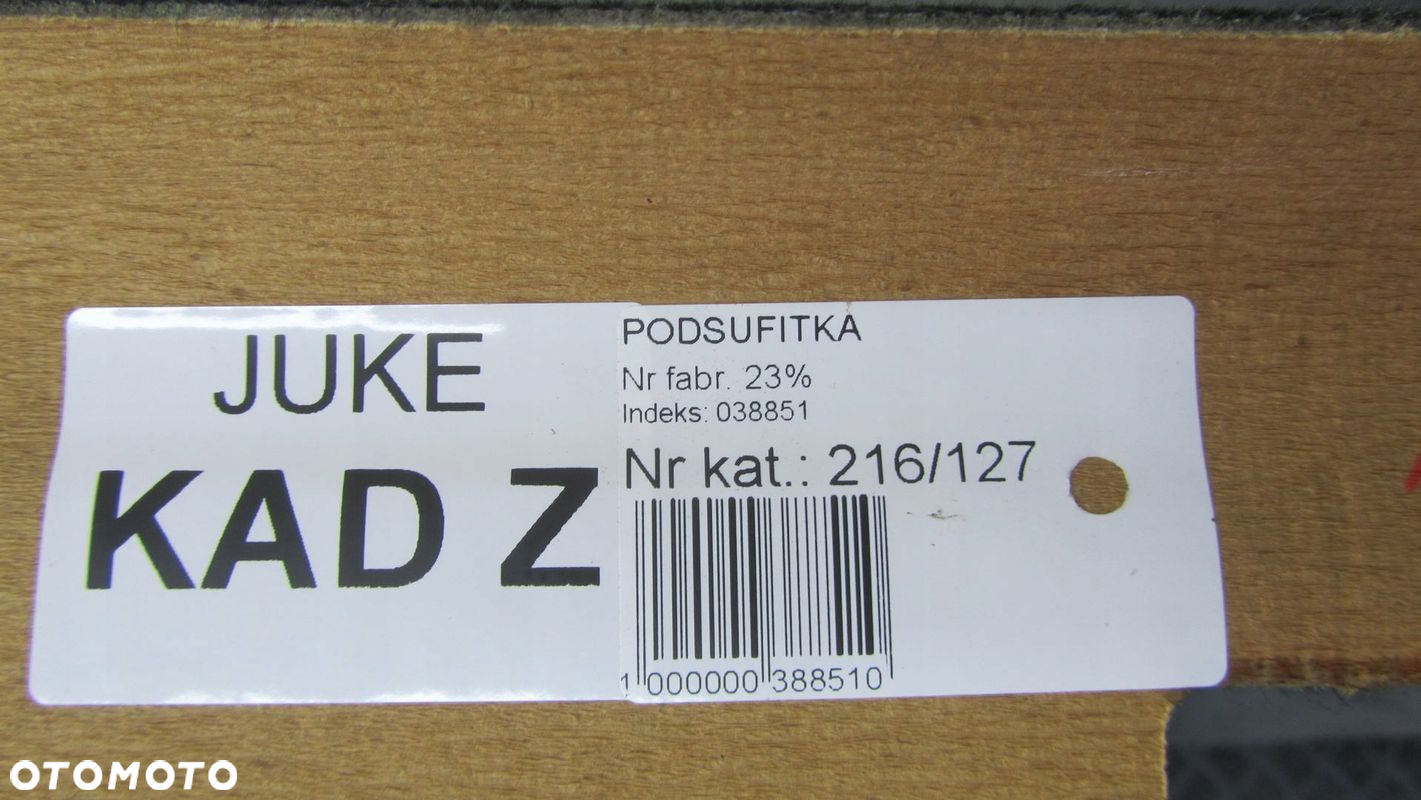 JUKE
KAD Z
PODSUFITKA
Nr fabr. 23%
Indeks: 038851
Nr kat.: 216/127
1 000000 388510
OTOMOTO